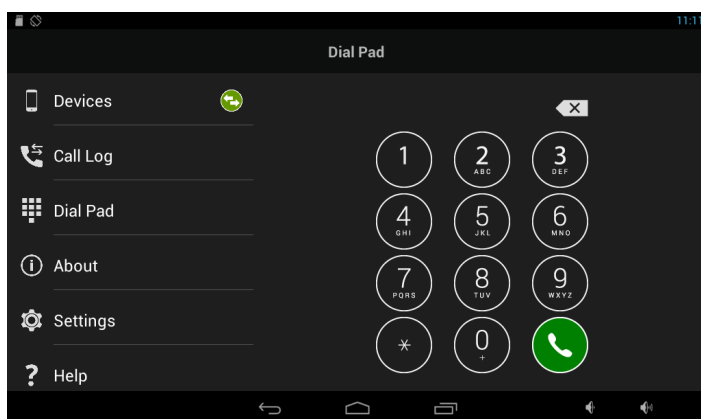 11:11
Dial Pad
Devices
Call Log
Dial Pad
About
Settings
Help
1 2 3
ABC DEF
4 5 6
GHI JKL MNO
7 8 9
PQRS TUV WXYZ
* 0
+